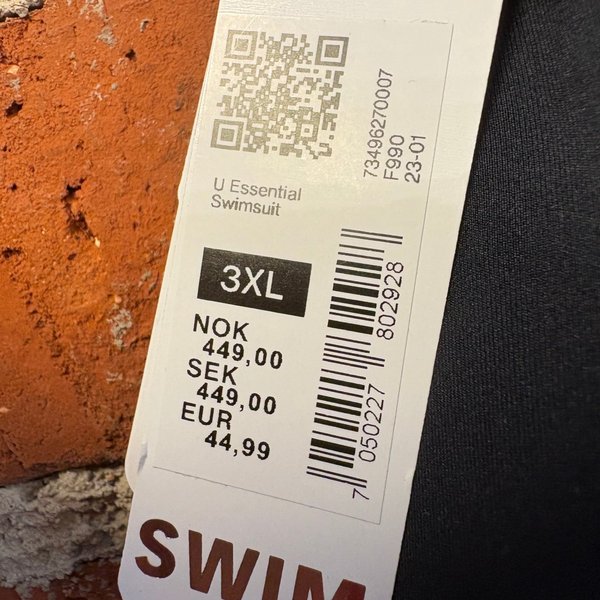 73496270007
F990
23-01
U Essential
Swimsuit
3XL
NOK
449,00
SEK
449,00
EUR
44,99
7 050227 802928
SWIM